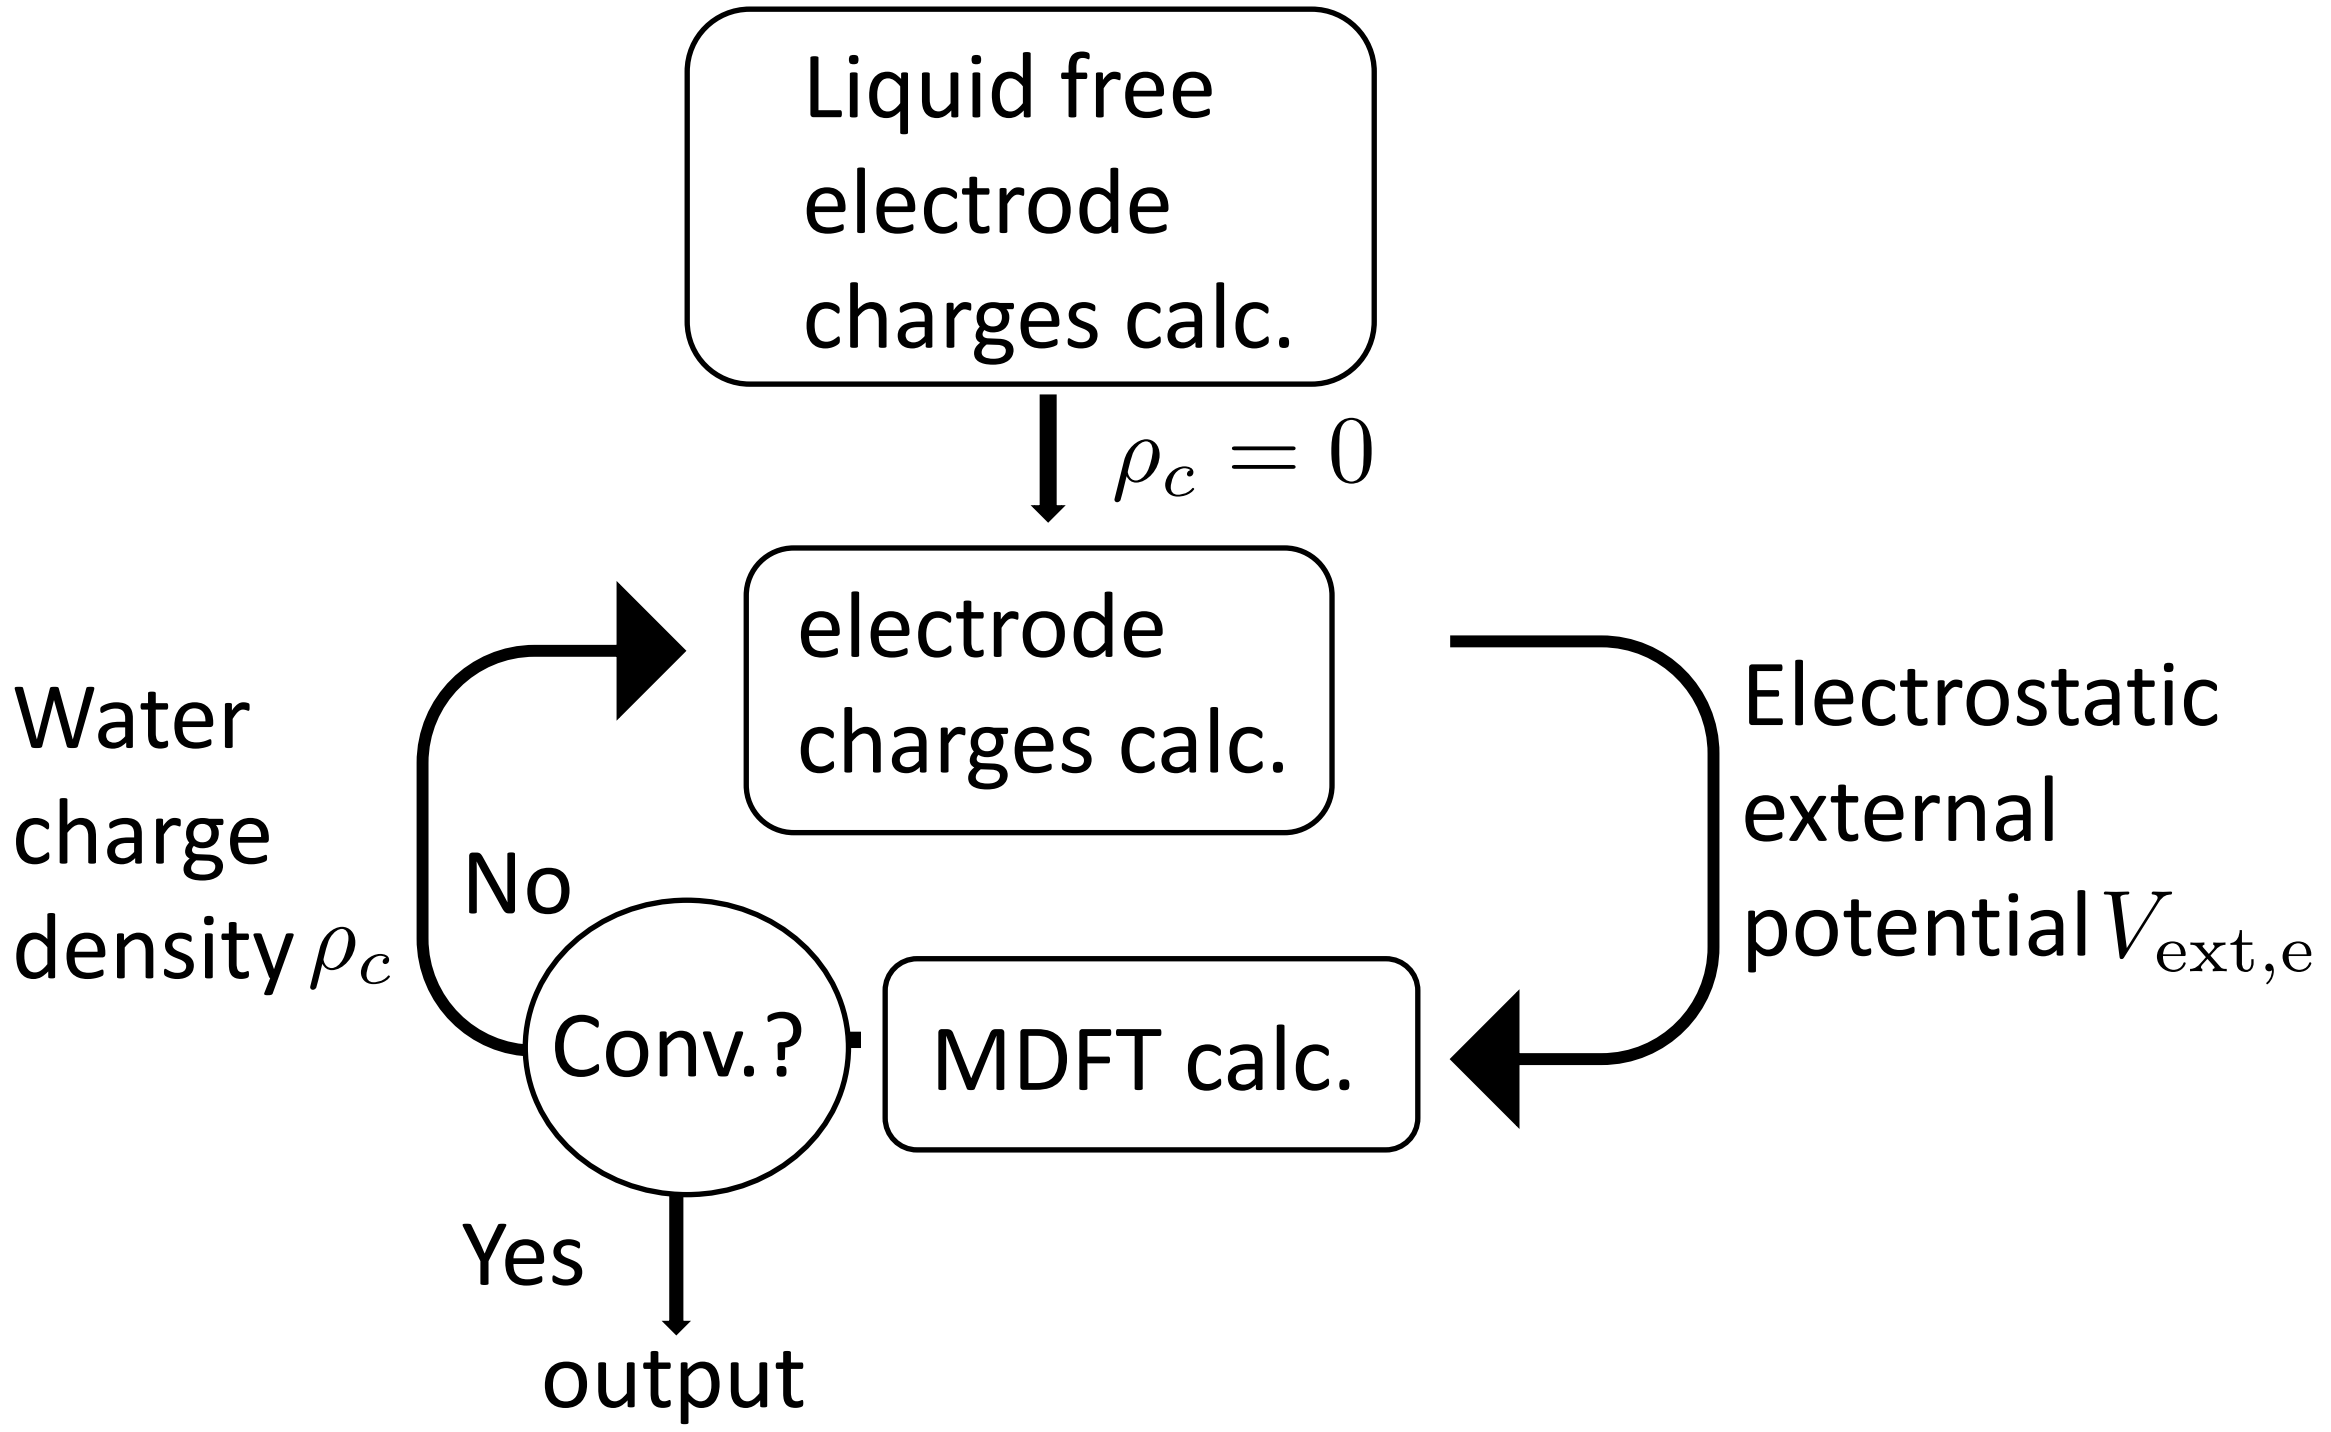 Liquid free
electrode
charges calc.
ρ_c = 0
electrode
charges calc.
Water
charge
density ρ_c
No
Electrostatic
external
potential V_ext,e
Conv.?
MDFT calc.
Yes
output